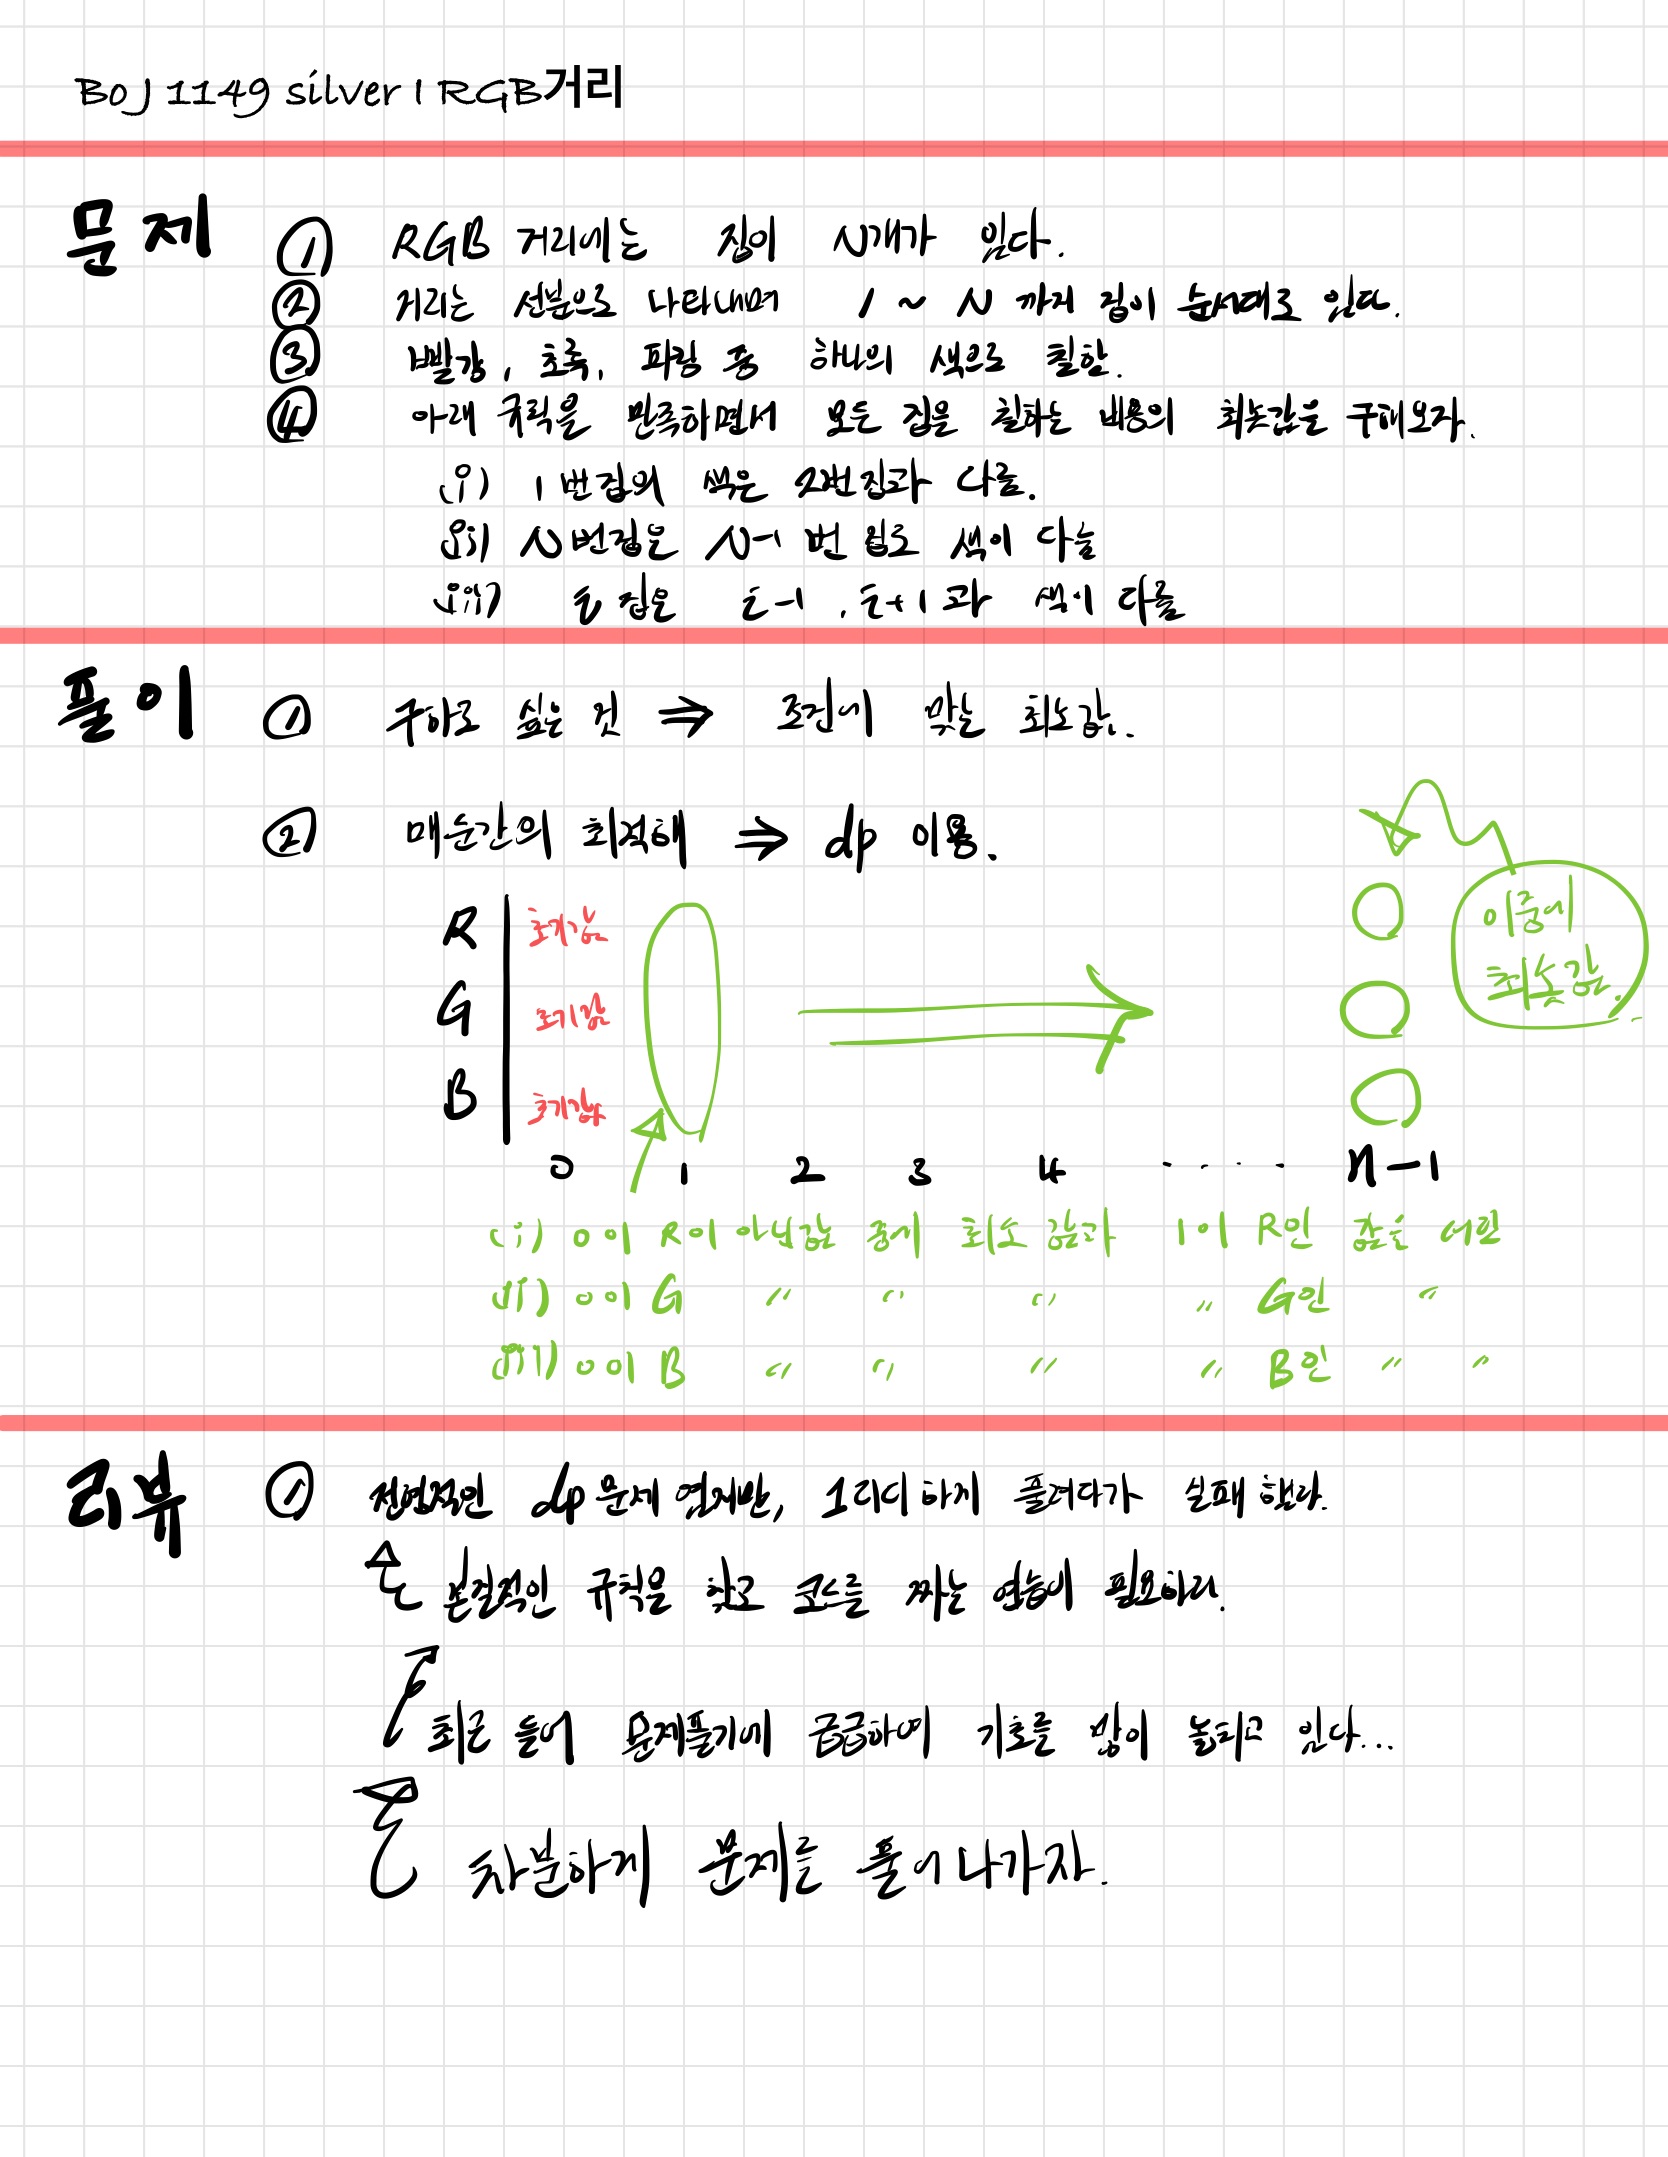 BOJ 1149 silver 1 RGB거리
문제
① RGB 거리에는 집이 N개가 있다.
② 거리는 선분으로 나타내며 1 ~ N 까지 집이 순서대로 있다.
③ 빨강, 초록, 파랑 중 하나의 색으로 칠함.
④ 아래 규칙을 만족하면서 모든 집을 칠하는 비용의 최솟값을 구해보자.
i) 1번집의 색은 2번집과 다름.
ii) N번집은 N-1 번 집로 색이 다름
iii) i 집은 i-1, i+1과 색이 다름
풀이
① 구하고 싶은 것 ⇒ 조건에 맞는 최소값.
② 매순간의 최적해 ⇒ dp 이용.
R 초기값
G 초기값
B 초기값
이중에
최솟값.
0 1 2 3 4 ..... n-1
(i) 0이 R이 아닌값 중에 최소 값과 1이 R인 값을 더한
(ii) 0이 G " " " " G인 "
(iii) 0이 B " " " " B인 " "
리뷰
① 전형적인 dp 문제 였지만, 그리디 하게 풀려다가 실패 했다.
본질적인 규칙을 찾고 코드를 짜는 연습이 필요하다.
최근 들어 문제풀기에 급급하여 기초를 많이 놓치고 있다...
차분하게 문제를 풀어나가자.